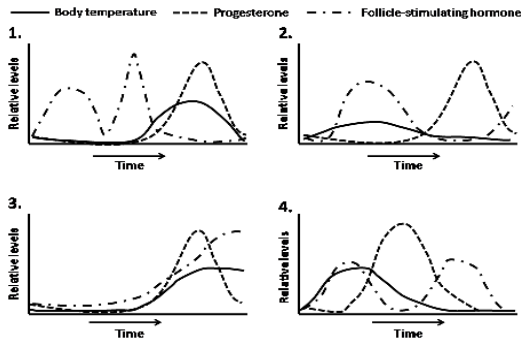 Body temperature Progesterone Follicle-stimulating hormone
1. 2.
Relative levels Relative levels
Time Time
3. 4.
Relative levels Relative levels
Time Time